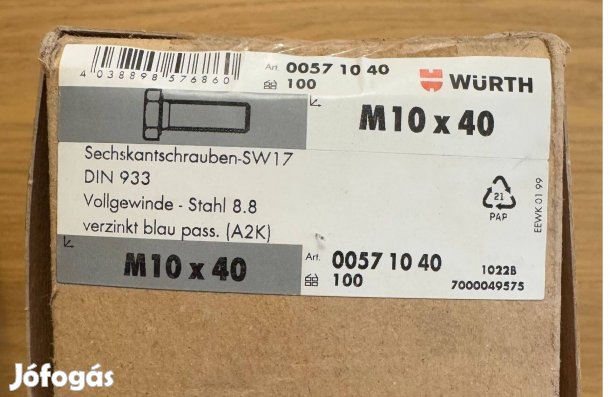 4 038898 576860
Art. 0057 10 40
100
WÜRTH
M10 x 40
Sechskantschrauben-SW17
DIN 933
Vollgewinde - Stahl 8.8
verzinkt blau pass. (A2K)
21
PAP
EEWK 01 99
M10 x 40
Art. 0057 10 40
100
1022B
7000049575
Jófogás